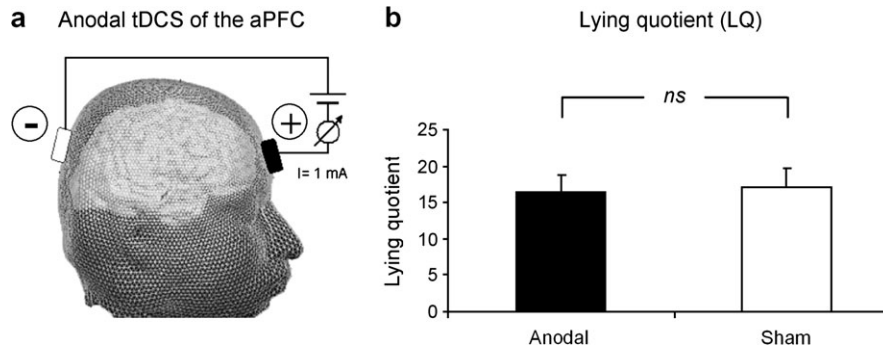 a Anodal tDCS of the aPFC
-
+
I= 1 mA
b Lying quotient (LQ)
ns
Lying quotient
25
20
15
10
5
0
Anodal Sham